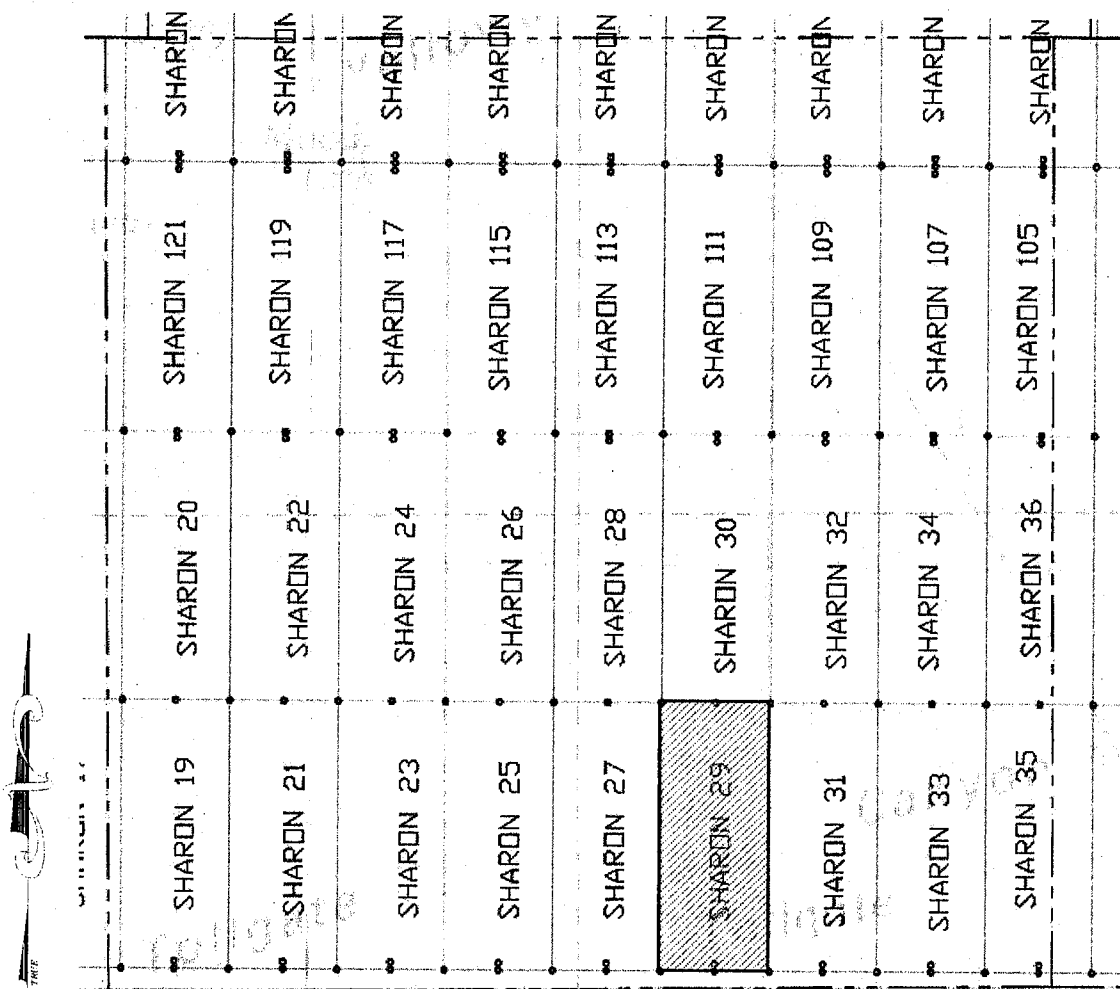 SHARON
SHARON
SHARON
SHARON
SHARON
SHARON
SHARON
SHARON
SHARON
SHARON 121
SHARON 119
SHARON 117
SHARON 115
SHARON 113
SHARON 111
SHARON 109
SHARON 107
SHARON 105
SHARON 20
SHARON 22
SHARON 24
SHARON 26
SHARON 28
SHARON 30
SHARON 32
SHARON 34
SHARON 36
SHARON 19
SHARON 21
SHARON 23
SHARON 25
SHARON 27
SHARON 29
SHARON 31
SHARON 33
SHARON 35
Tollgate
Canyon
TRUE